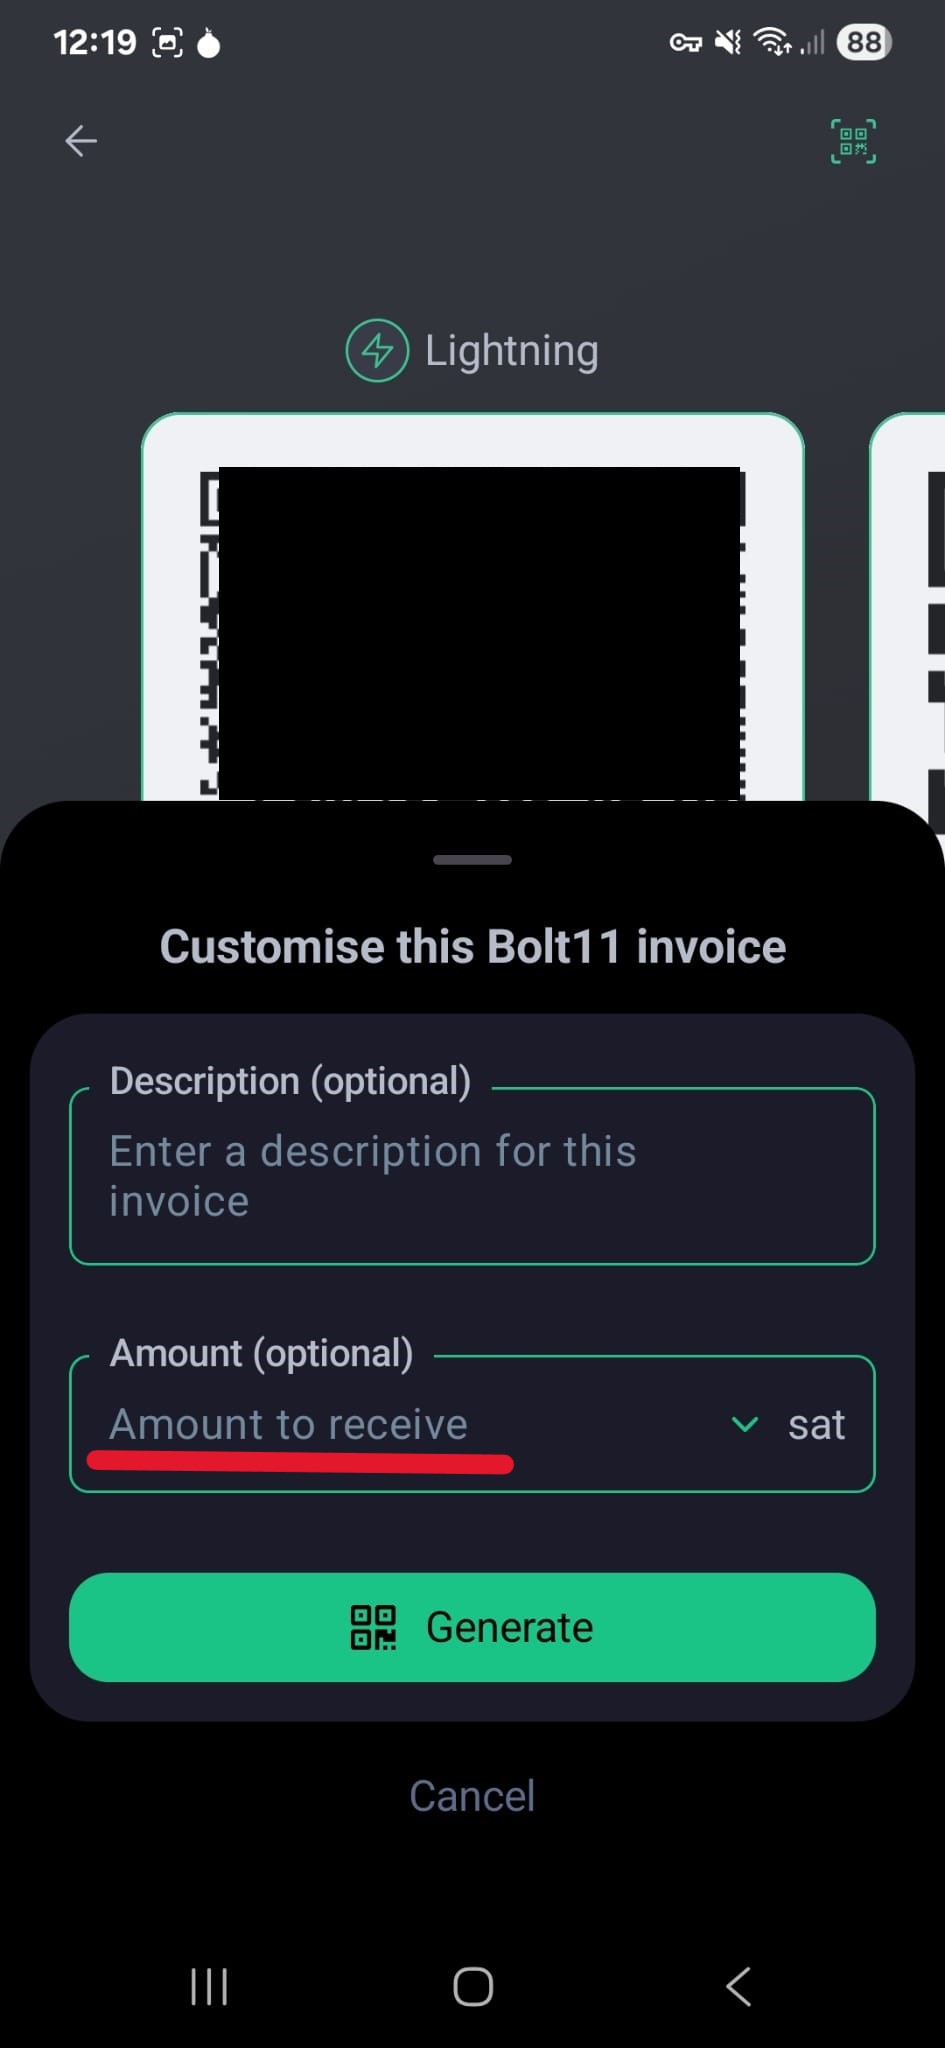 12:19
88
Lightning
Customise this Bolt11 invoice
Description (optional)
Enter a description for this
invoice
Amount (optional)
Amount to receive
sat
Generate
Cancel